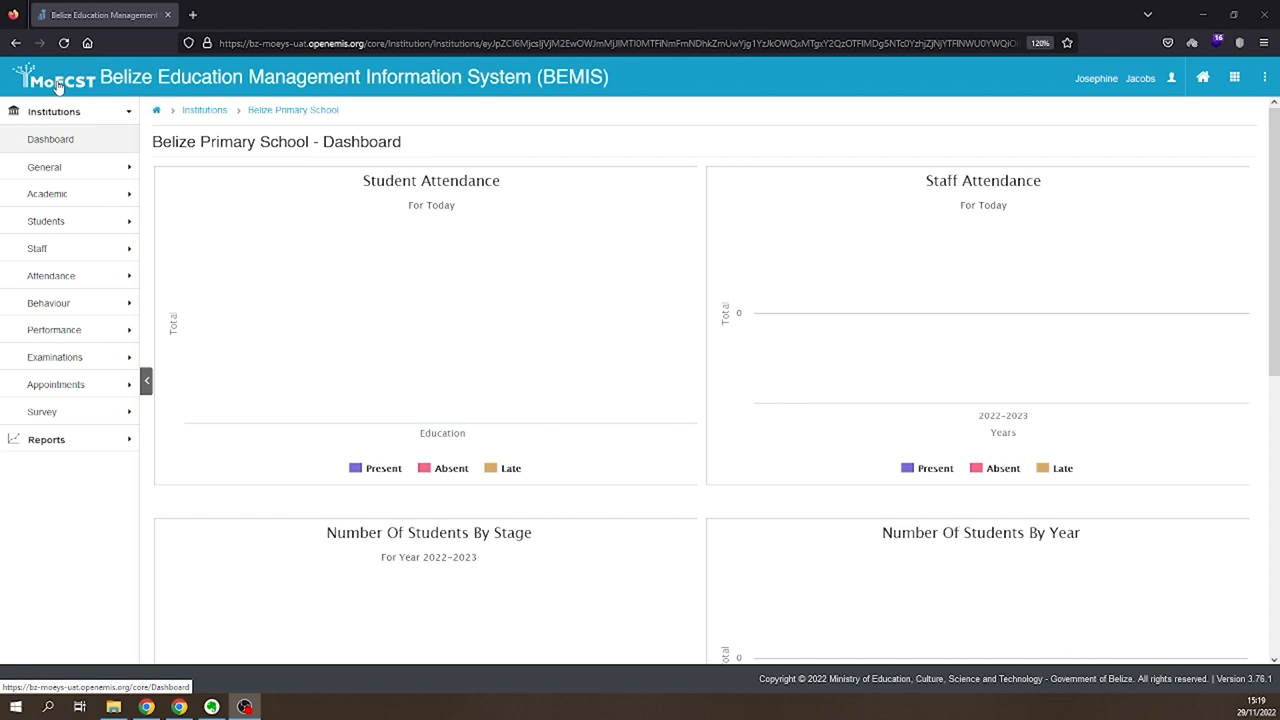 Belize Education Management
https://bz-moeys-uat.openemis.org/core/Institution/Institutions/
120%
16
MoECST Belize Education Management Information System (BEMIS)
Josephine Jacobs
Institutions
Dashboard
General
Academic
Students
Staff
Attendance
Behaviour
Performance
Examinations
Appointments
Survey
Reports
Institutions > Belize Primary School
Belize Primary School - Dashboard
Student Attendance
For Today
Total
Education
Present Absent Late
Staff Attendance
For Today
Total
0
2022-2023
Years
Present Absent Late
Number Of Students By Stage
For Year 2022-2023
Number Of Students By Year
Total
0
https://bz-moeys-uat.openemis.org/core/Dashboard
Copyright © 2022 Ministry of Education, Culture, Science and Technology - Government of Belize. All rights reserved. | Version 3.76.1
15:19
29/11/2022